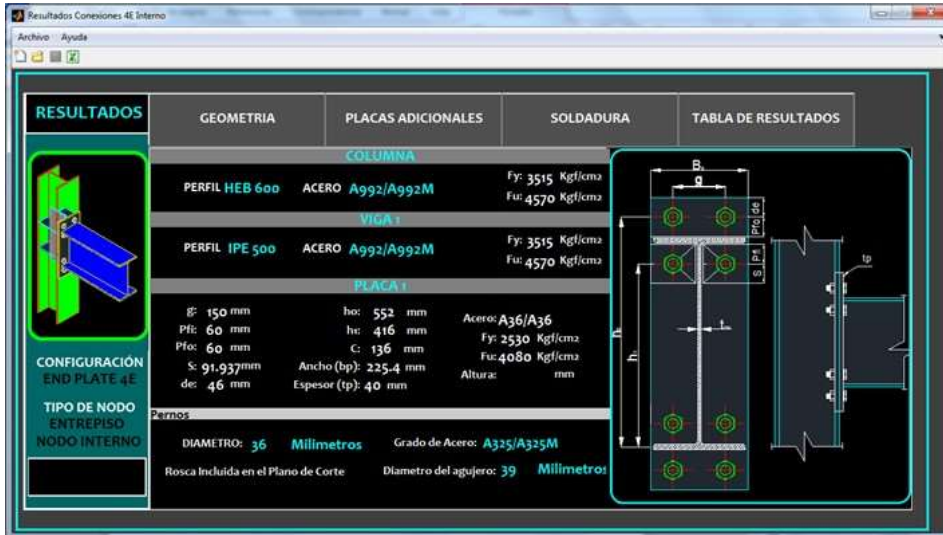 Resultados Conexiones 4E Interno
Archivo Ayuda
RESULTADOS
GEOMETRIA
PLACAS ADICIONALES
SOLDADURA
TABLA DE RESULTADOS
COLUMNA
PERFIL HEB 600 ACERO A992/A992M
Fy: 3515 Kgf/cm2
Fu: 4570 Kgf/cm2
VIGA 1
PERFIL IPE 500 ACERO A992/A992M
Fy: 3515 Kgf/cm2
Fu: 4570 Kgf/cm2
PLACA 1
g: 150 mm
Pfi: 60 mm
Pfo: 60 mm
S: 91.937 mm
de: 46 mm
ho: 552 mm
h1: 416 mm
C: 136 mm
Ancho (bp): 225.4 mm
Espesor (tp): 40 mm
Acero: A36/A36
Fy: 2530 Kgf/cm2
Fu: 4080 Kgf/cm2
Altura: mm
Pernos
DIAMETRO: 36 Milimetros Grado de Acero: A325/A325M
Rosca Incluida en el Plano de Corte Diametro del agujero: 39 Milimetros
CONFIGURACIÓN
END PLATE 4E
TIPO DE NODO
ENTREPISO
NODO INTERNO
g
de
Pfo
Pfi
S
tp